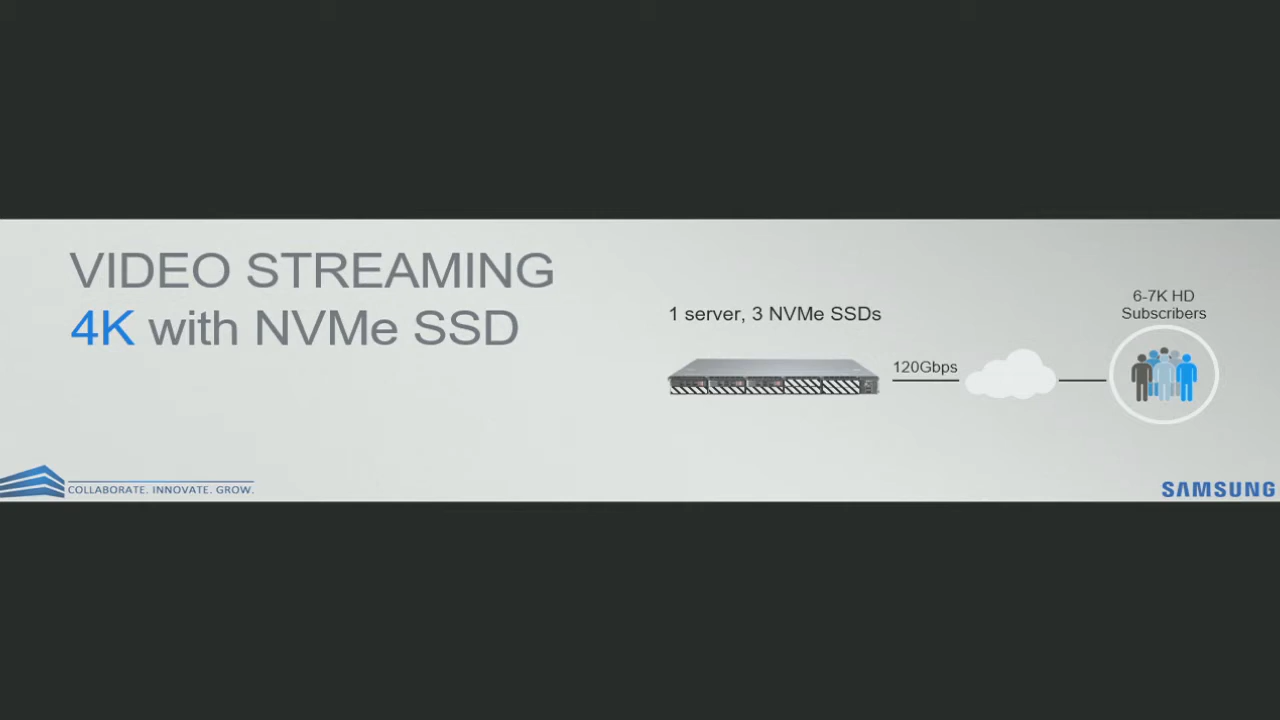 VIDEO STREAMING
4K with NVMe SSD
1 server, 3 NVMe SSDs
120Gbps
6-7K HD
Subscribers
COLLABORATE. INNOVATE. GROW.
SAMSUNG